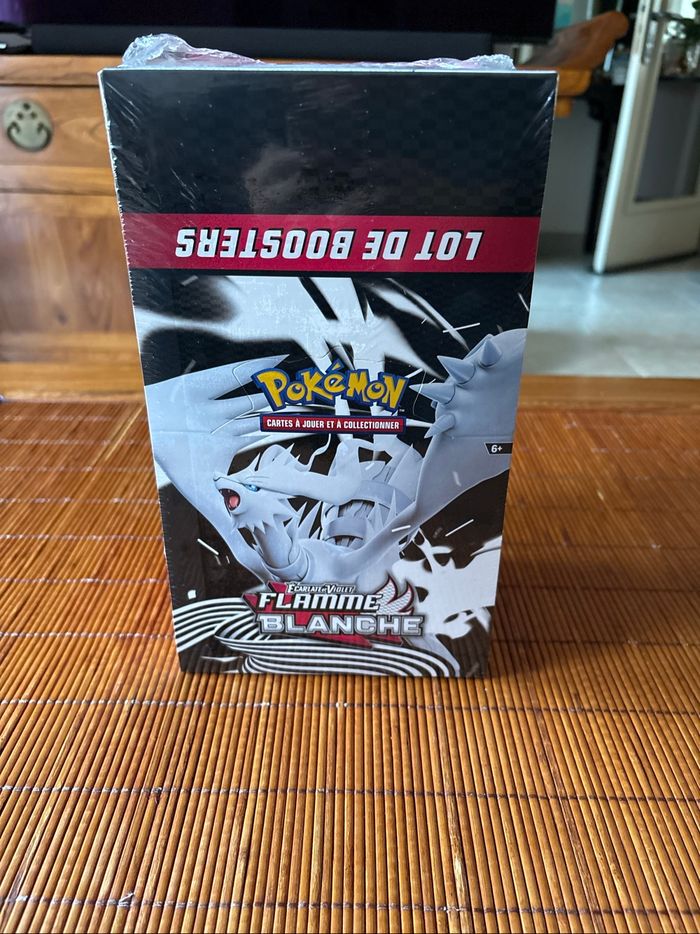 LOT DE BOOSTERS
POKéMON
CARTES À JOUER ET À COLLECTIONNER
6+
ÉCARLATE ET VIOLET
FLAMME
BLANCHE